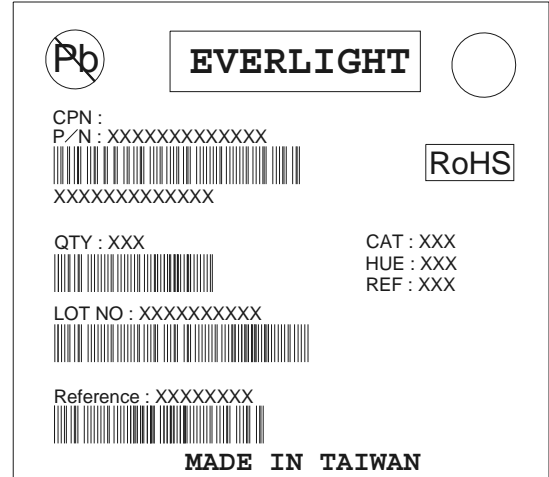 Pb
EVERLIGHT
CPN :
P/N : XXXXXXXXXXXXX
RoHS
XXXXXXXXXXXXX
QTY : XXX
CAT : XXX
HUE : XXX
REF : XXX
LOT NO : XXXXXXXXXX
Reference : XXXXXXXX
MADE IN TAIWAN